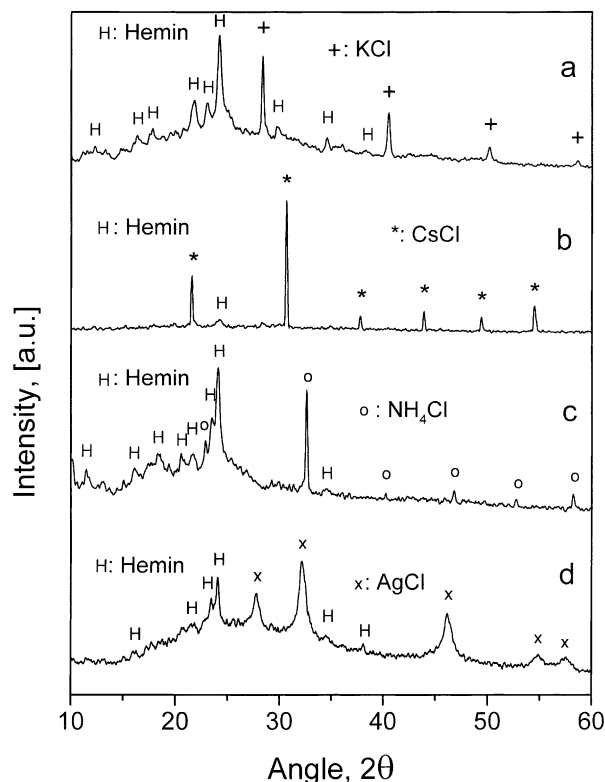 H: Hemin
H
+
+: KCl
a
H
H
H
H
H
H
H
H
+
+
+
H: Hemin
*
*: CsCl
b
*
H
*
*
*
*
H: Hemin
H
o
o: NH₄Cl
c
H
H
H
H
H
o
H
H
o
o
o
o
H: Hemin
H
H
x
x
x: AgCl
d
H
H
H
H
x
x
x
10
20
30
40
50
60
Angle, 2θ
Intensity, [a.u.]